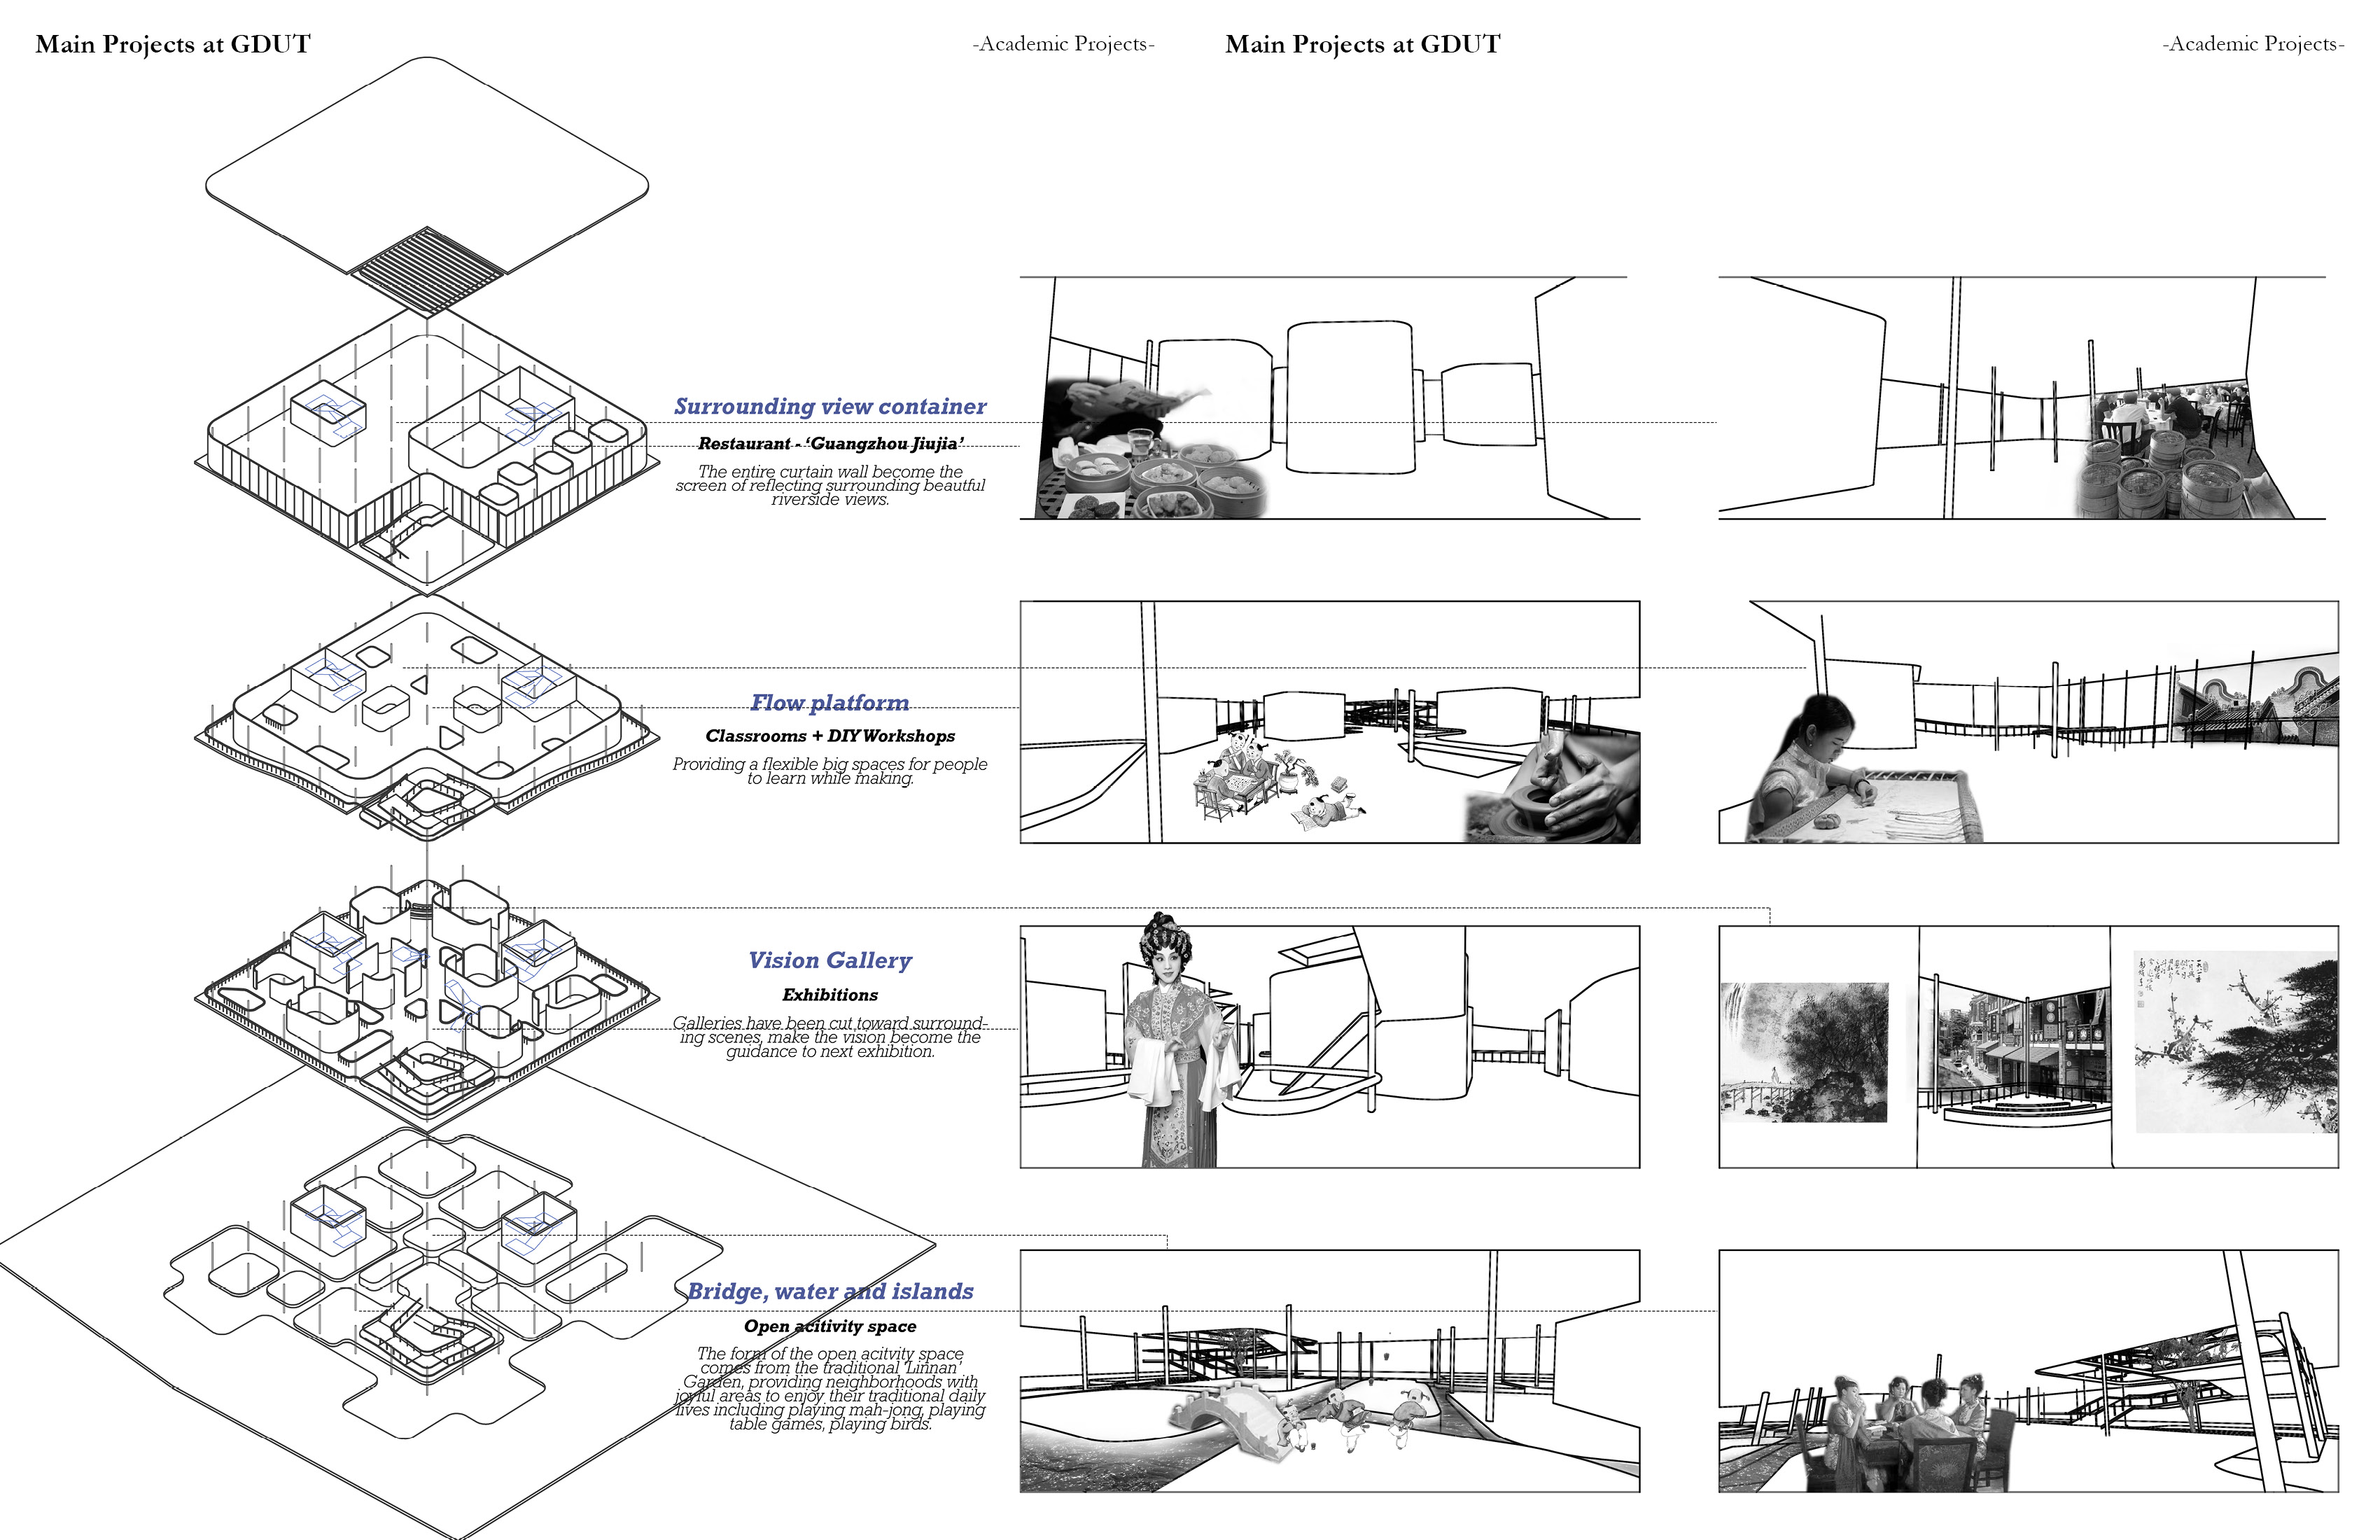 Main Projects at GDUT
-Academic Projects-
Main Projects at GDUT
-Academic Projects-
Surrounding view container
Restaurant - ‘Guangzhou Jiujia’
The entire curtain wall become the
screen of reflecting surrounding beautful
riverside views.
Flow platform
Classrooms + DIY Workshops
Providing a flexible big spaces for people
to learn while making.
Vision Gallery
Exhibitions
Galleries have been cut toward surround-
ing scenes, make the vision become the
guidance to next exhibition.
Bridge, water and islands
Open acitivity space
The form of the open acitvity space
comes from the traditional ‘Linnan’
Garden, providing neighborhoods with
joyful areas to enjoy their traditional daily
lives including playing mah-jong, playing
table games, playing birds.